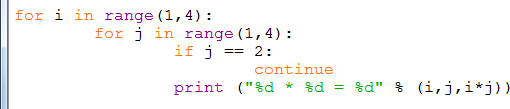 for i in range(1,4):
        for j in range(1,4):
                if j == 2:
                        continue
                print ("%d * %d = %d" % (i,j,i*j))